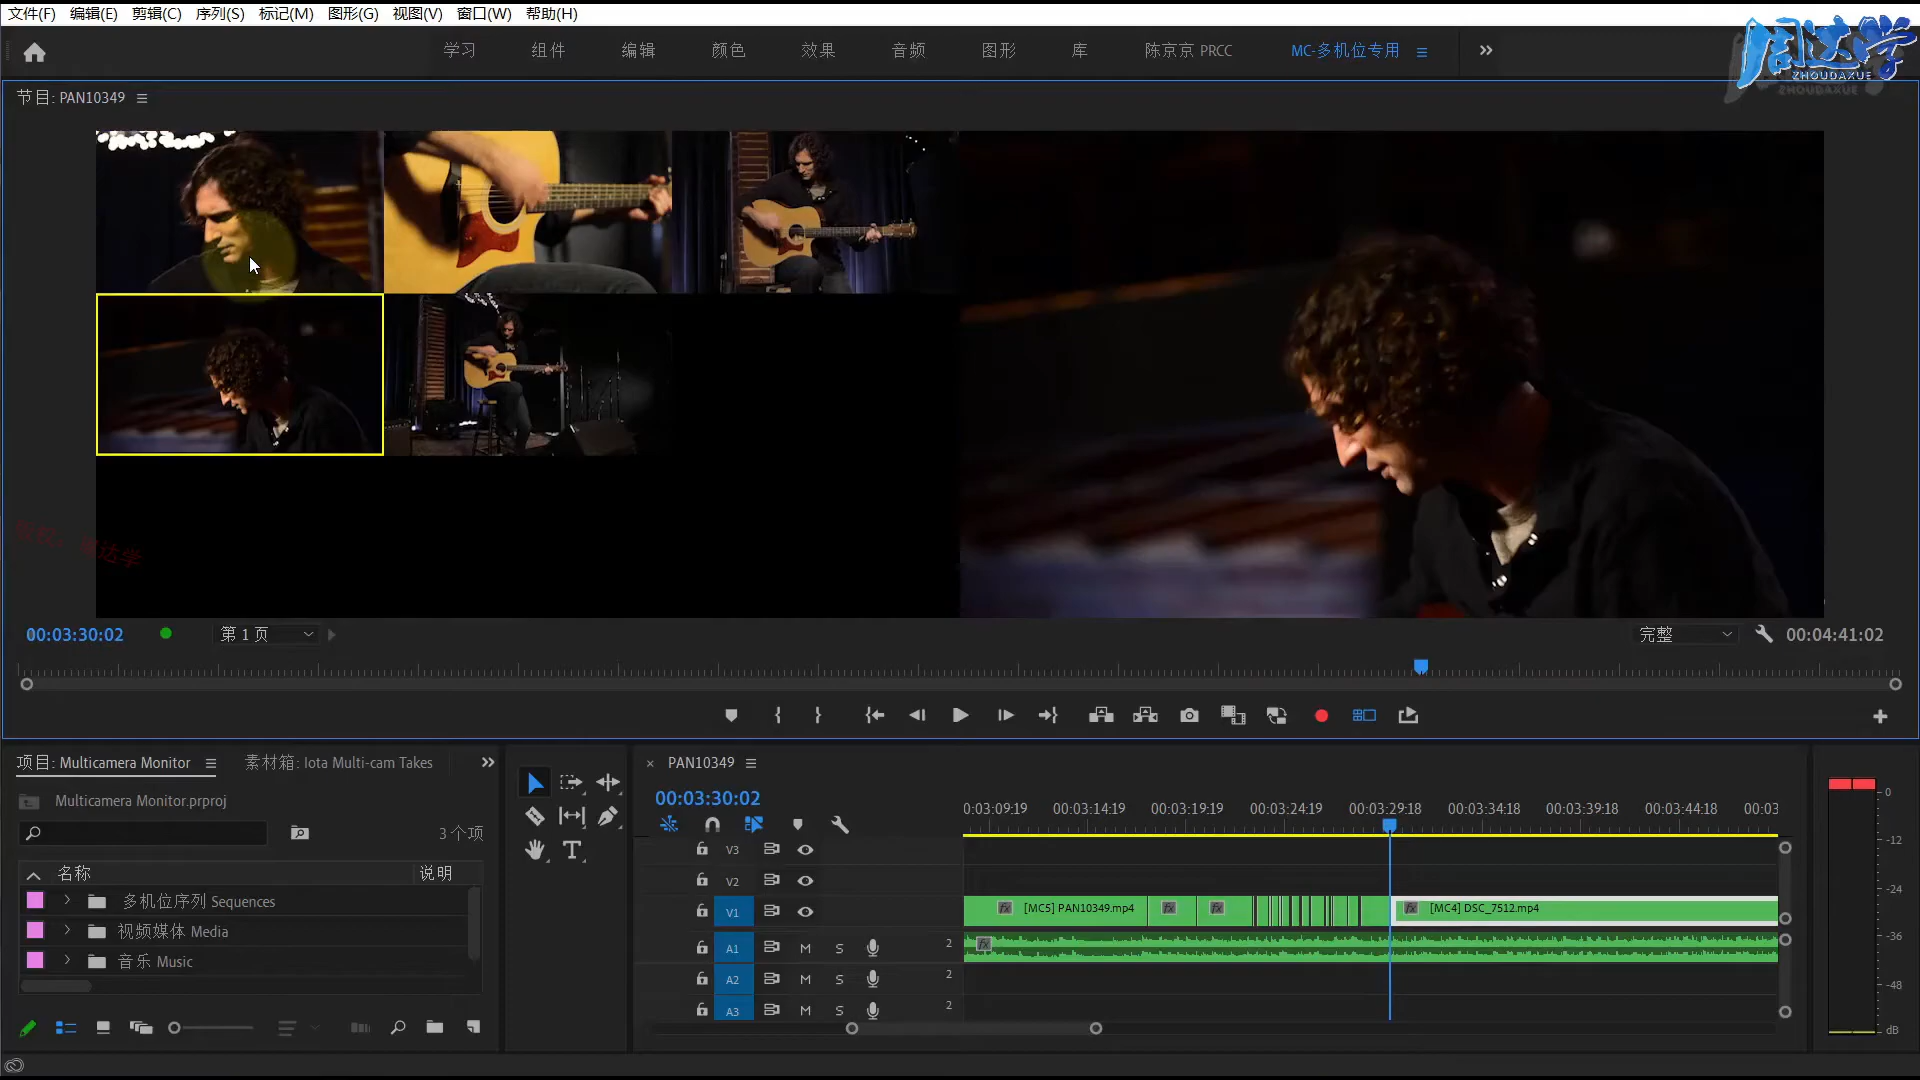 文件(F) 编辑(E) 剪辑(C) 序列(S) 标记(M) 图形(G) 视图(V) 窗口(W) 帮助(H)
学习 组件 编辑 颜色 效果 音频 图形 库 陈京京 PRCC MC-多机位专用
周达学
ZHOUDAXUE
节目: PAN10349
00:03:30:02 第 1 页 完整 00:04:41:02
项目: Multicamera Monitor 素材箱: Iota Multi-cam Takes
Multicamera Monitor.prproj
3 个项
名称 说明
多机位序列 Sequences
视频媒体 Media
音乐 Music
PAN10349
00:03:30:02
0:03:09:19 00:03:14:19 00:03:19:19 00:03:24:19 00:03:29:18 00:03:34:18 00:03:39:18 00:03:44:18 00:03
V3
V2
V1 fx [MC5] PAN10349.mp4 fx fx fx [MC4] DSC_7512.mp4
A1 M S 2 fx
A2 M S 2
A3 M S 2
0
-12
-24
-36
-48
dB